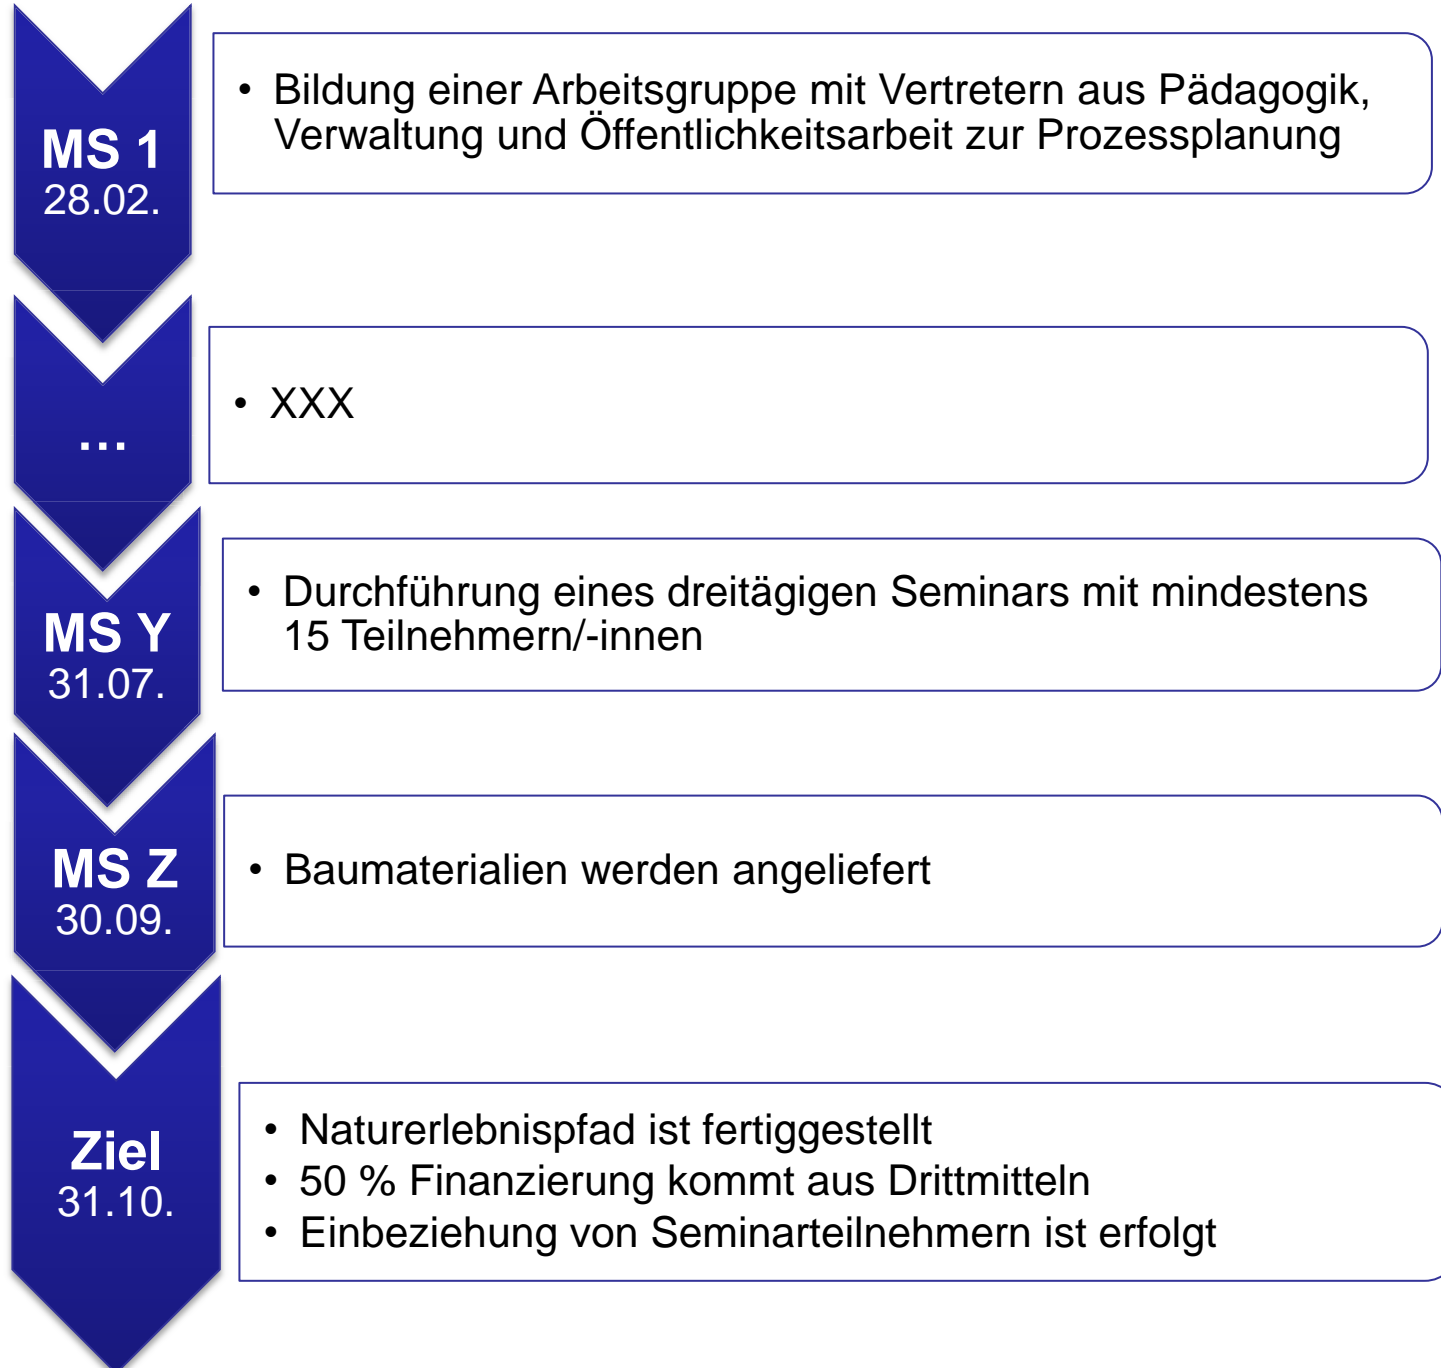 MS 1
28.02.
• Bildung einer Arbeitsgruppe mit Vertretern aus Pädagogik,
Verwaltung und Öffentlichkeitsarbeit zur Prozessplanung
…
• XXX
MS Y
31.07.
• Durchführung eines dreitägigen Seminars mit mindestens
15 Teilnehmern/-innen
MS Z
30.09.
• Baumaterialien werden angeliefert
Ziel
31.10.
• Naturerlebnispfad ist fertiggestellt
• 50 % Finanzierung kommt aus Drittmitteln
• Einbeziehung von Seminarteilnehmern ist erfolgt